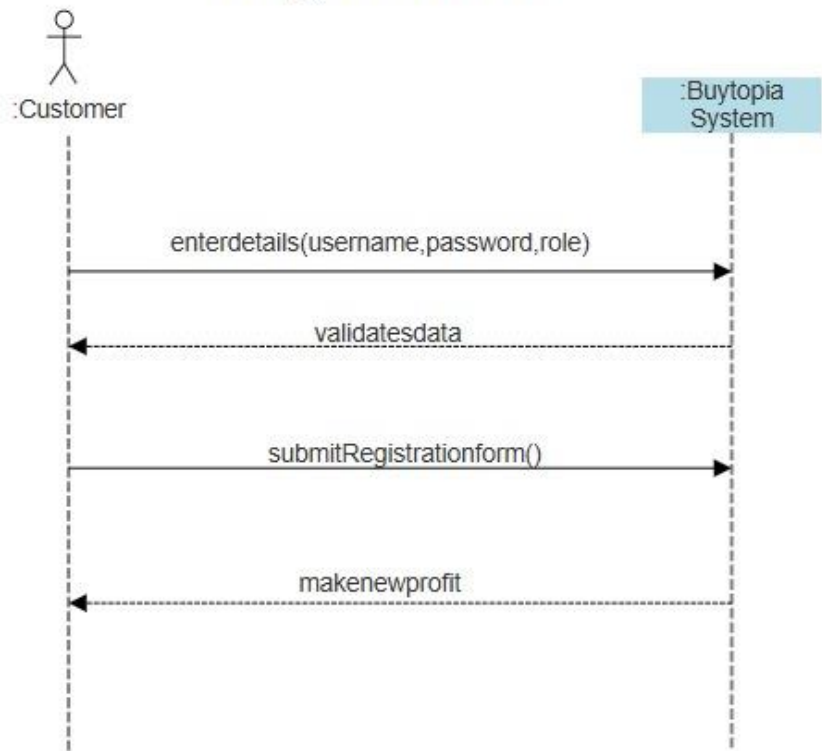 :Customer
:Buytopia
System
enterdetails(username,password,role)
validatesdata
submitRegistrationform()
makenewprofit